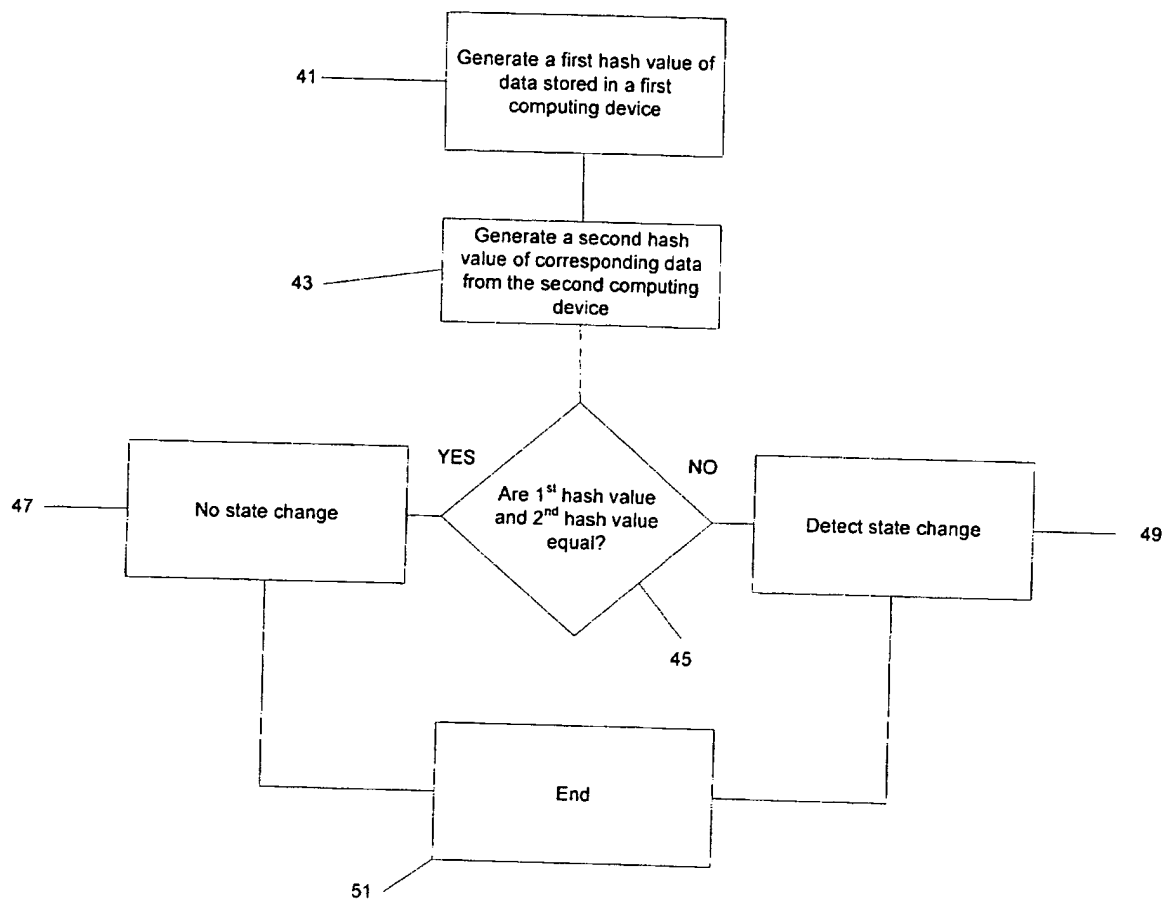 Generate a first hash value of
data stored in a first
computing device
41
Generate a second hash
value of corresponding data
from the second computing
device
43
YES
NO
47
No state change
Are 1st hash value
and 2nd hash value
equal?
Detect state change
49
45
End
51